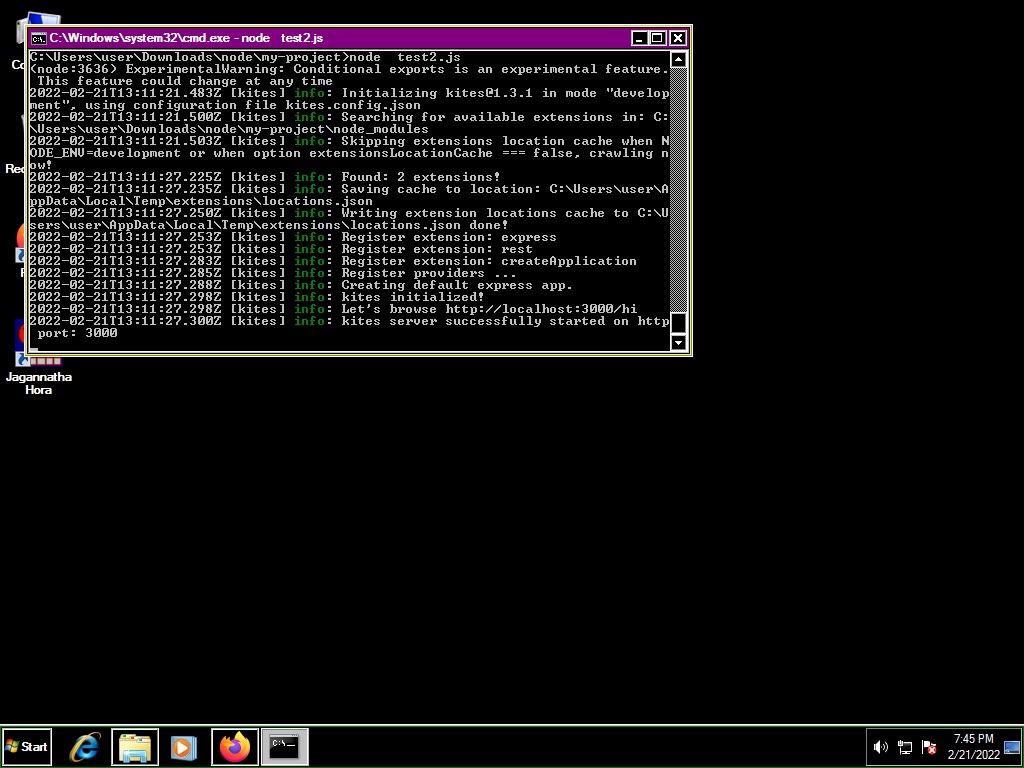 C:\Windows\system32\cmd.exe - node   test2.js
C:\Users\user\Downloads\node\my-project>node   test2.js
(node:3636) ExperimentalWarning: Conditional exports is an experimental feature.
 This feature could change at any time
2022-02-21T13:11:21.483Z [kites] info: Initializing kites@1.3.1 in mode "develop
ment", using configuration file kites.config.json
2022-02-21T13:11:21.500Z [kites] info: Searching for available extensions in: C:
\Users\user\Downloads\node\my-project\node_modules
2022-02-21T13:11:21.503Z [kites] info: Skipping extensions location cache when N
ODE_ENV=development or when option extensionsLocationCache === false, crawling n
ow!
2022-02-21T13:11:27.225Z [kites] info: Found: 2 extensions!
2022-02-21T13:11:27.235Z [kites] info: Saving cache to location: C:\Users\user\A
ppData\Local\Temp\extensions\locations.json
2022-02-21T13:11:27.250Z [kites] info: Writing extension locations cache to C:\U
sers\user\AppData\Local\Temp\extensions\locations.json done!
2022-02-21T13:11:27.253Z [kites] info: Register extension: express
2022-02-21T13:11:27.253Z [kites] info: Register extension: rest
2022-02-21T13:11:27.283Z [kites] info: Register extension: createApplication
2022-02-21T13:11:27.285Z [kites] info: Register providers ...
2022-02-21T13:11:27.288Z [kites] info: Creating default express app.
2022-02-21T13:11:27.298Z [kites] info: kites initialized!
2022-02-21T13:11:27.298Z [kites] info: Let's browse http://localhost:3000/hi
2022-02-21T13:11:27.300Z [kites] info: kites server successfully started on http
 port: 3000
Jagannatha
Hora
Start
7:45 PM
2/21/2022